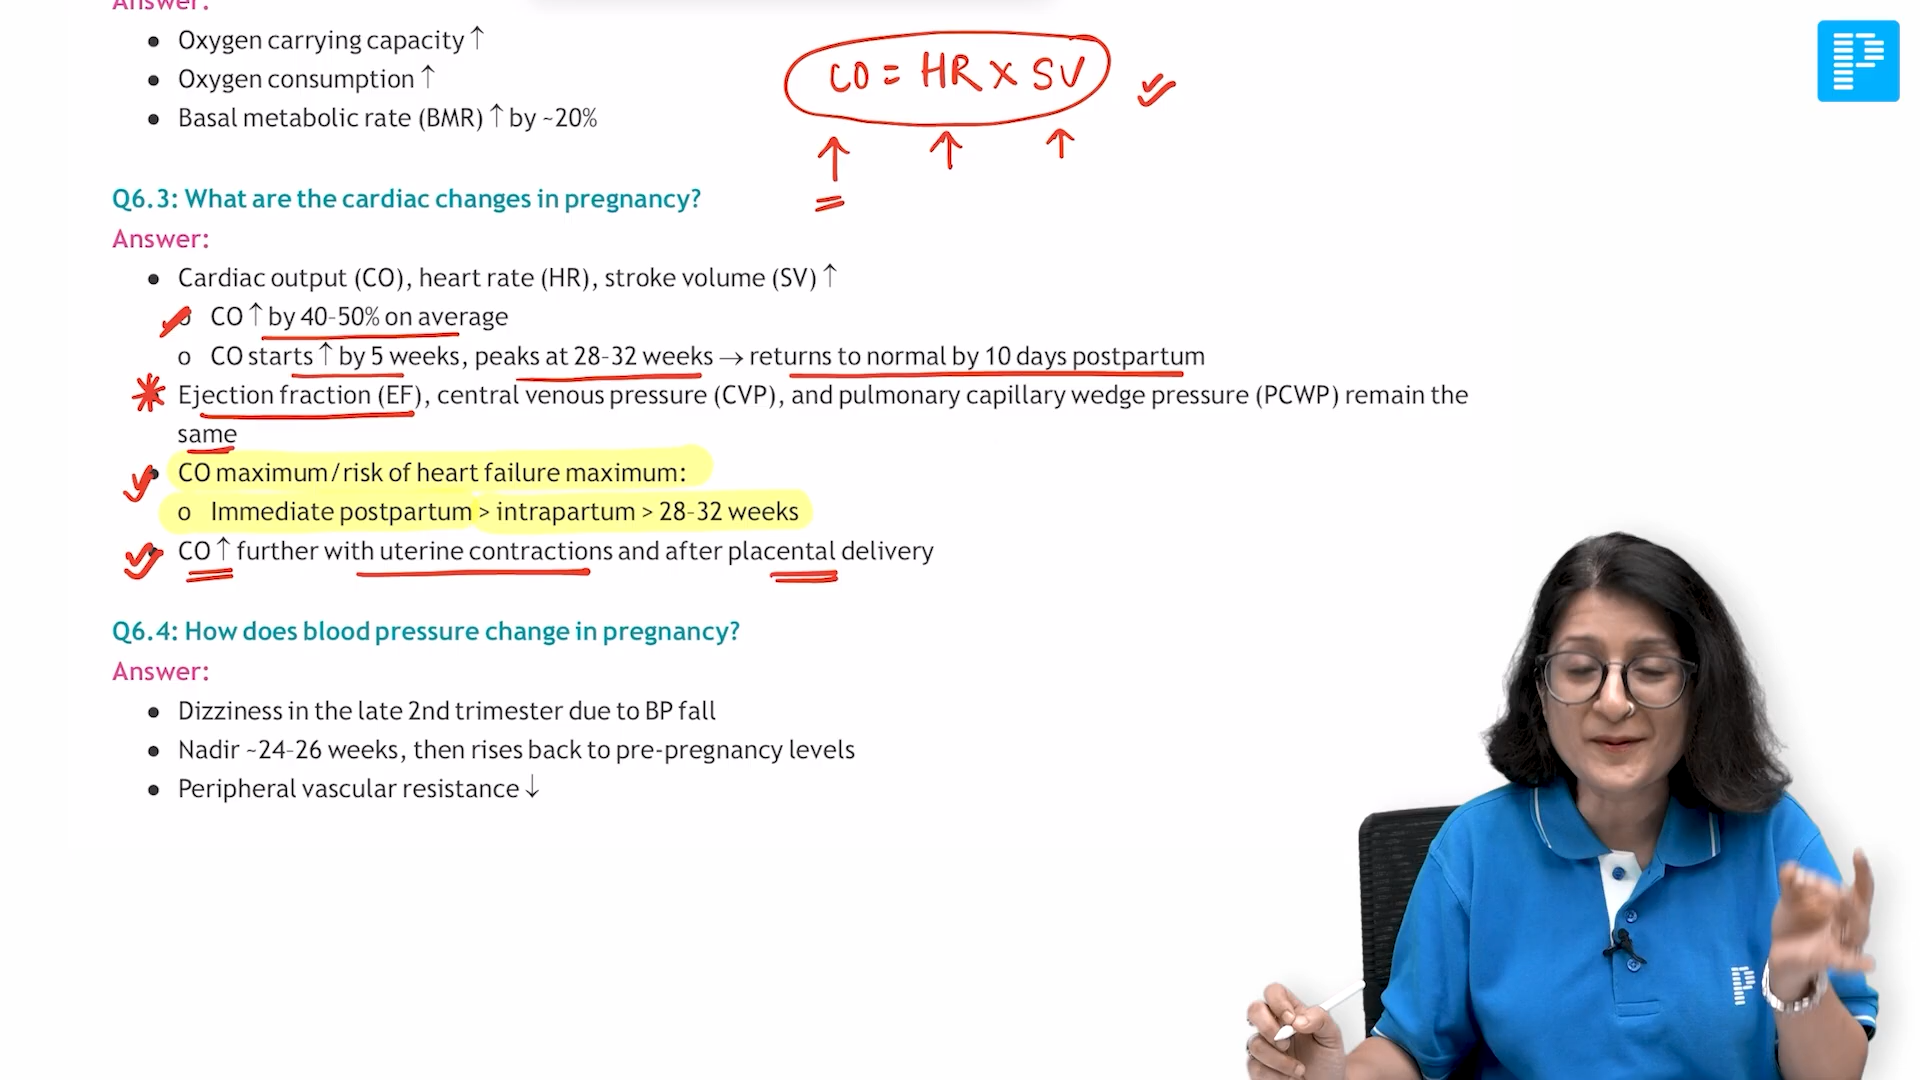 Answer:
● Oxygen carrying capacity ↑
● Oxygen consumption ↑
● Basal metabolic rate (BMR) ↑ by ~20%
CO = HR × SV
↑ ↑ ↑
Q6.3: What are the cardiac changes in pregnancy?
Answer:
● Cardiac output (CO), heart rate (HR), stroke volume (SV) ↑
o CO ↑ by 40-50% on average
o CO starts ↑ by 5 weeks, peaks at 28-32 weeks → returns to normal by 10 days postpartum
● Ejection fraction (EF), central venous pressure (CVP), and pulmonary capillary wedge pressure (PCWP) remain the
same
● CO maximum/risk of heart failure maximum:
o Immediate postpartum > intrapartum > 28-32 weeks
● CO ↑ further with uterine contractions and after placental delivery
Q6.4: How does blood pressure change in pregnancy?
Answer:
● Dizziness in the late 2nd trimester due to BP fall
● Nadir ~24-26 weeks, then rises back to pre-pregnancy levels
● Peripheral vascular resistance ↓
P
P